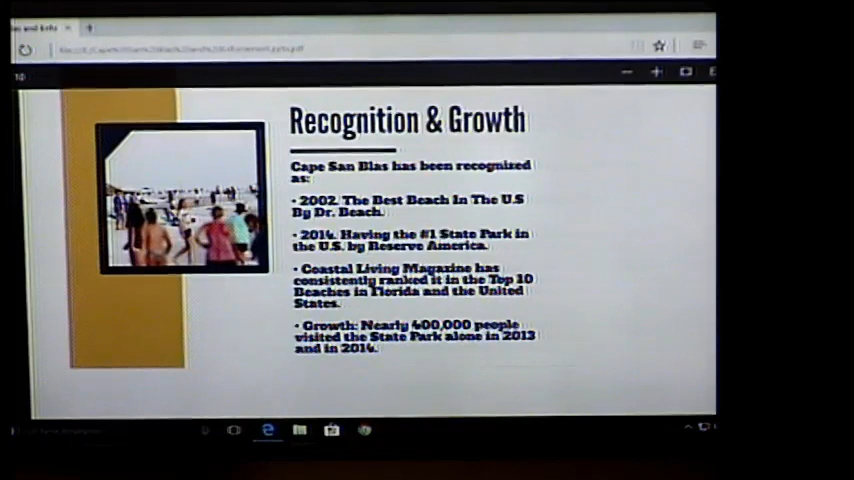 10
Recognition & Growth
Cape San Blas has been recognized
as:
• 2002. The Best Beach In The U.S
By Dr. Beach.
• 2014. Having the #1 State Park in
the U.S. by Reserve America.
• Coastal Living Magazine has
consistently ranked it in the Top 10
Beaches in Florida and the United
States.
• Growth: Nearly 400,000 people
visited the State Park alone in 2013
and in 2014.